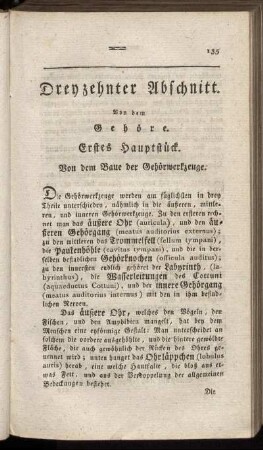 135
Dreyzehnter Abschnitt.
Von dem
Gehöre.
Erstes Hauptstück.
Von dem Baue der Gehörwerkzeuge.
Die Gehörwerkzeuge werden am füglichsten in drey
Theile unterschieden, nähmlich in die äußeren, mittle-
ren, und inneren Gehörwerkzeuge. Zu den ersteren rech-
net man das äußere Ohr (auricula), und den äu-
ßeren Gehörgang (meatus auditorius externus); zu
den mittleren das Trommelfell (tympani),
die Paukenhöhle (cavitas tympani), und die in der-
selben befindlichen Gehörknochen (ossicula auditus); zu
den innersten endlich gehöret der Labyrinth, (la-
byrinthus), die Wasserleitungen des Cottuni
(aquaeductus Cottuni), und der innere Gehörgang
(meatus auditorius internus) mit den in ihm befind-
lichen Nerven.
Das äußere Ohr, welches den Vögeln, den
Fischen, und den Amphibien mangelt, hat bey dem
Menschen eine eyförmige Gestalt: Man unterscheidet an
solchem die vordere ausgehöhlte, und die hintere gewölbte
Fläche, die auch gewöhnlich der Rücken des Ohres ge-
nennet wird; unten hanget das Ohrläppchen (lobulus
auris) herab, eine weiche Hautfalte, die blos aus et-
was Fett, und aus der Verdoppelung der allgemeinen
Bedeckungen bestehet.
Die